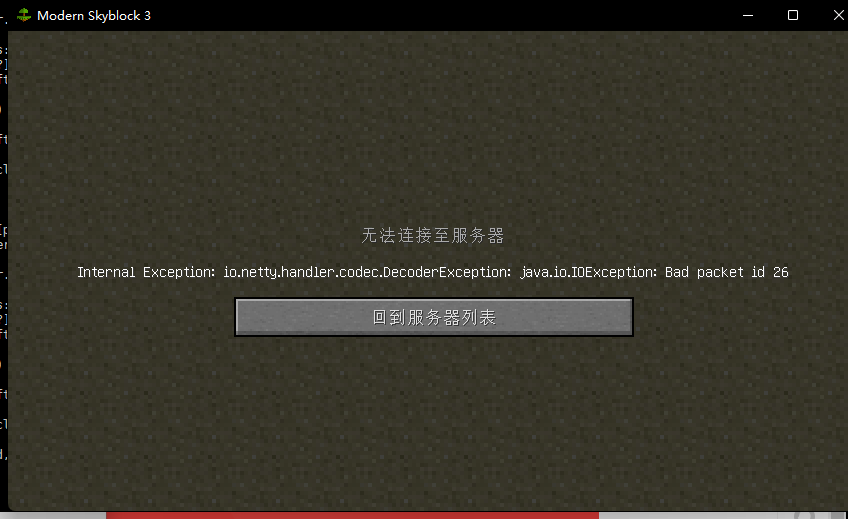 Modern Skyblock 3
无法连接至服务器
Internal Exception: io.netty.handler.codec.DecoderException: java.io.IOException: Bad packet id 26
回到服务器列表